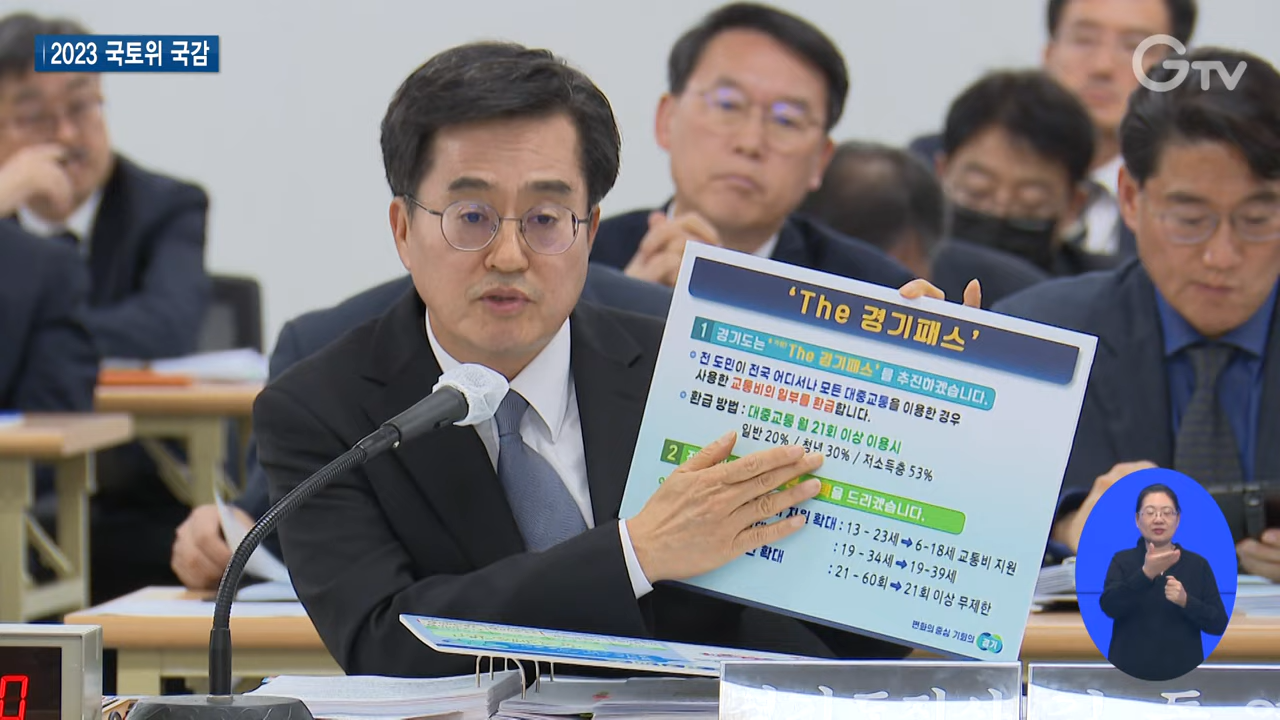 2023 국토위 국감
GTV
‘The 경기패스’
1 경기도는 ‘The 경기패스’를 추진하겠습니다.
전 도민이 전국 어디서나 모든 대중교통을 이용한 경우
사용한 교통비의 일부를 환급합니다.
환급 방법 : 대중교통 월 21회 이상 이용시
일반 20% / 청년 30% / 저소득층 53%
2 을 드리겠습니다.
지원 확대 : 13 - 23세 ➔ 6-18세 교통비 지원
: 19 - 34세 ➔ 19-39세
확대 : 21 - 60회 ➔ 21회 이상 무제한
변화의 중심 기회의 경기
0